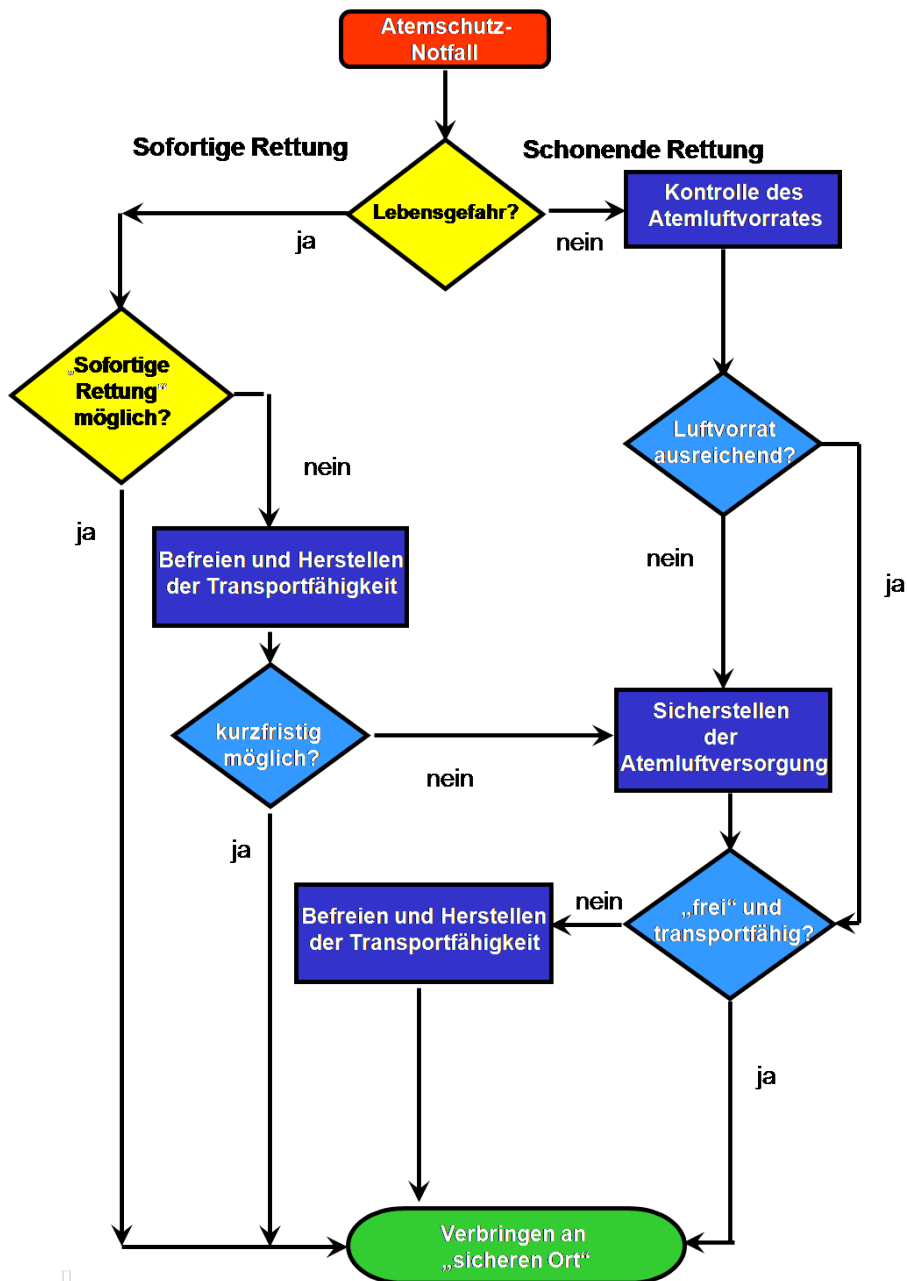 Atemschutz-
Notfall
Sofortige Rettung
Schonende Rettung
Lebensgefahr?
Kontrolle des
Atemluftvorrates
ja
nein
„Sofortige
Rettung“
möglich?
Luftvorrat
ausreichend?
nein
ja
nein
ja
Befreien und Herstellen
der Transportfähigkeit
kurzfristig
möglich?
Sicherstellen
der
Atemluftversorgung
nein
ja
nein
Befreien und Herstellen
der Transportfähigkeit
„frei“ und
transportfähig?
ja
Verbringen an
„sicheren Ort“